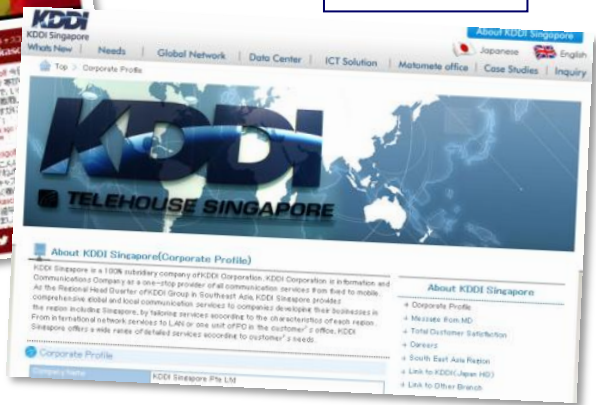 KDDI
KDDI Singapore
About KDDI Singapore
Japanese English
Whats New Needs Global Network Data Center ICT Solution Matomete office Case Studies Inquiry
Top > Corporate Profile
KDDI
TELEHOUSE SINGAPORE
About KDDI Singapore(Corporate Profile)
KDDI Singapore is a 100% subsidiary company of KDDI Corporation. KDDI Corporation is information and
Communications Company as a one-stop provider of all communication services from fixed to mobile.
As the Regional Head Quarter of KDDI Group in Southeast Asia, KDDI Singapore provides
comprehensive global and local communication services to companies developing their businesses in
the region including Singapore, by tailoring services according to the characteristics of each region.
From international network services to LAN or one unit of PO in the customer's office, KDDI
Singapore offers a wide range of detailed services according to customer's needs.
Corporate Profile
Company Name KDDI Singapore Pte Ltd
About KDDI Singapore
Corporate Profile
Message from MD
Total Customer Satisfaction
Careers
South East Asia Region
Link to KDDI(Japan HQ)
Link to Other Branch